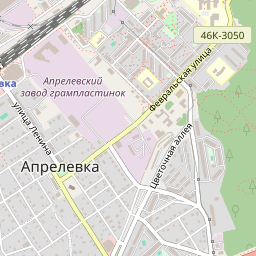 46К-3050
Апрелевский
завод грампластинок
Февральская улица
вка
улица Ленина
Цветочная аллея
Апрелевка